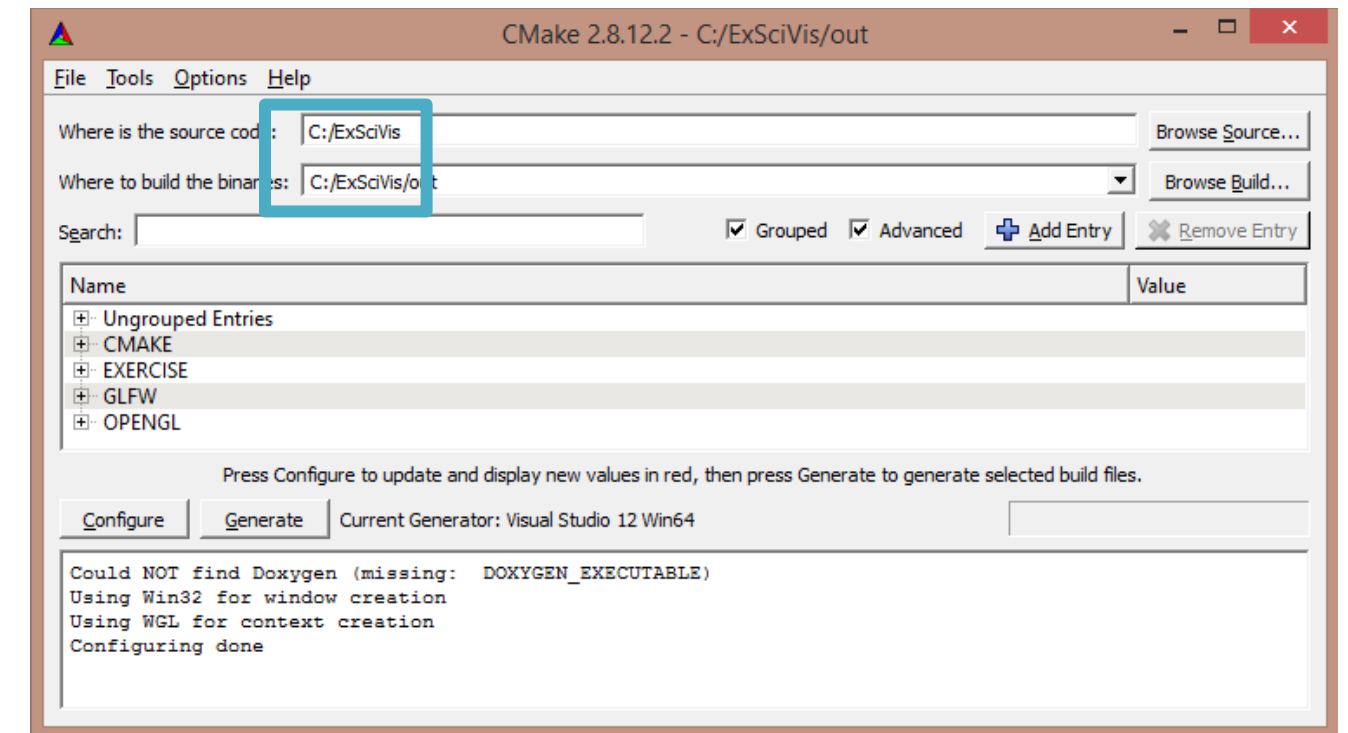 CMake 2.8.12.2 - C:/ExSciVis/out
File Tools Options Help
Where is the source code: C:/ExSciVis Browse Source...
Where to build the binaries: C:/ExSciVis/out Browse Build...
Search: Grouped Advanced Add Entry Remove Entry
Name Value
Ungrouped Entries
CMAKE
EXERCISE
GLFW
OPENGL
Press Configure to update and display new values in red, then press Generate to generate selected build files.
Configure Generate Current Generator: Visual Studio 12 Win64
Could NOT find Doxygen (missing:  DOXYGEN_EXECUTABLE)
Using Win32 for window creation
Using WGL for context creation
Configuring done